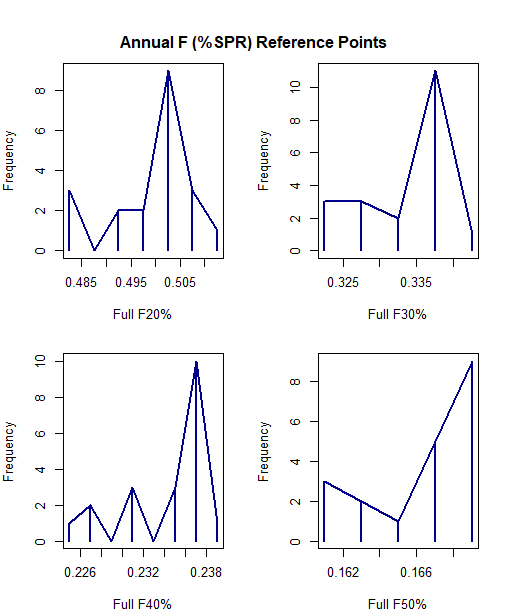 Annual F (%SPR) Reference Points
Frequency
0 2 4 6 8
0.485 0.495 0.505
Full F20%
Frequency
0 2 4 6 8 10
0.325 0.335
Full F30%
Frequency
0 2 4 6 8 10
0.226 0.232 0.238
Full F40%
Frequency
0 2 4 6 8
0.162 0.166
Full F50%